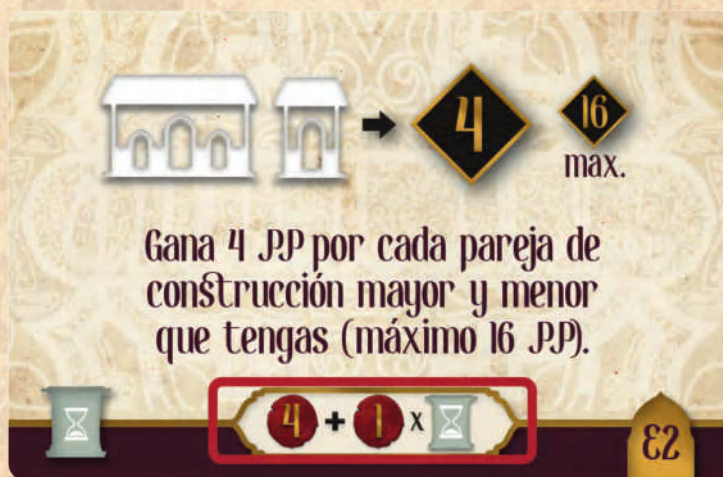 4 16
max.
Gana 4 PP por cada pareja de
construcción mayor y menor
que tengas (máximo 16 PP).
4 + 1 x
E2